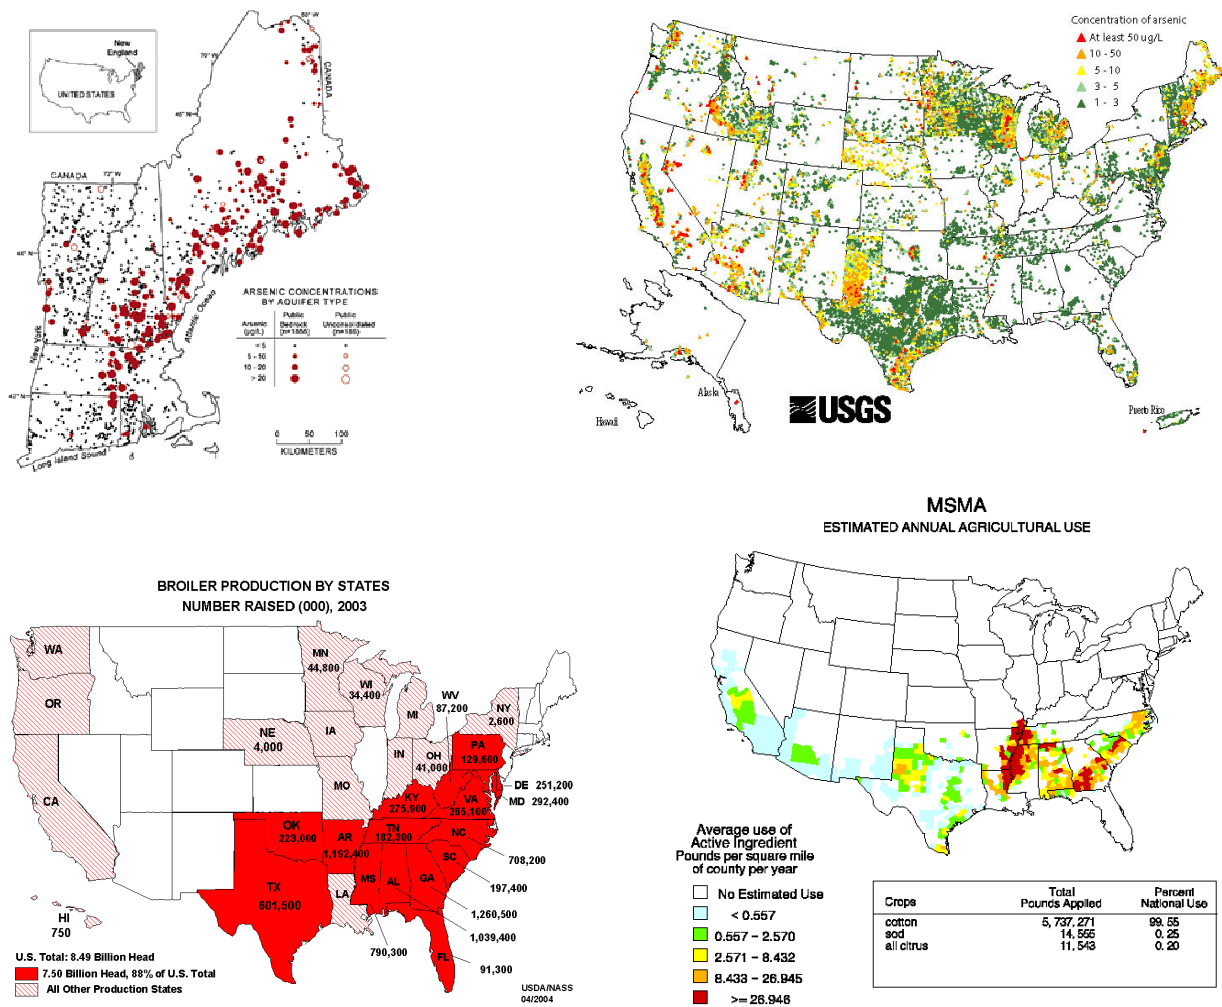 New
England
UNITED STATES
68° W
70° W
CANADA
46° N
CANADA
72° W
New York
Atlantic Ocean
Long Island Sound
ARSENIC CONCENTRATIONS
BY AQUIFER TYPE
Arsenic
(µg/L)
Public
Bedrock
Public
Unconsolidated
< 5
5 - 10
10 - 20
> 20
0 50 100
KILOMETERS
Concentration of arsenic
At least 50 ug/L
10 - 50
5 - 10
3 - 5
1 - 3
Alaska
Hawaii
USGS
Puerto Rico
BROILER PRODUCTION BY STATES
NUMBER RAISED (000), 2003
WA
OR
CA
MN
44,800
WI
34,400
MI
WV
87,200
NY
2,600
NE
4,000
IA
IN
OH
41,000
PA
129,600
MO
DE 251,200
MD 292,400
KY
275,900
VA
265,100
OK
223,000
AR
1,192,400
TN
182,300
NC
708,200
SC
197,400
TX
601,500
LA
MS
AL
GA
1,260,500
1,039,400
790,300
FL
91,300
HI
750
U.S. Total: 8.49 Billion Head
7.50 Billion Head, 88% of U.S. Total
All Other Production States
USDA/NASS
04/2004
MSMA
ESTIMATED ANNUAL AGRICULTURAL USE
Average use of
Active Ingredient
Pounds per square mile
of county per year
No Estimated Use
< 0.557
0.557 - 2.570
2.571 - 8.432
8.433 - 26.945
>= 26.946
Crops
Total
Pounds Applied
Percent
National Use
cotton 5,737,271 99.55
sod 14,555 0.25
all citrus 11,543 0.20